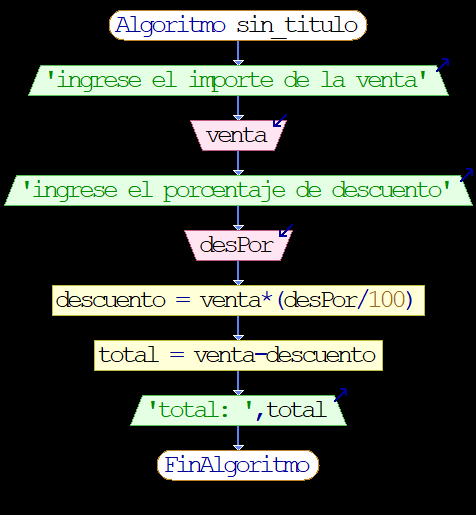 Algoritmo sin_titulo
'ingrese el importe de la venta'
venta
'ingrese el porcentaje de descuento'
desPor
descuento = venta*(desPor/100)
total = venta-descuento
'total: ',total
FinAlgoritmo